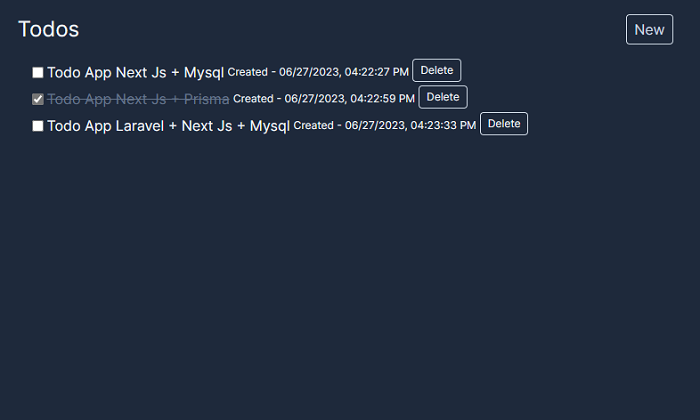 Todos New
Todo App Next Js + Mysql Created - 06/27/2023, 04:22:27 PM Delete
Todo App Next Js + Prisma Created - 06/27/2023, 04:22:59 PM Delete
Todo App Laravel + Next Js + Mysql Created - 06/27/2023, 04:23:33 PM Delete